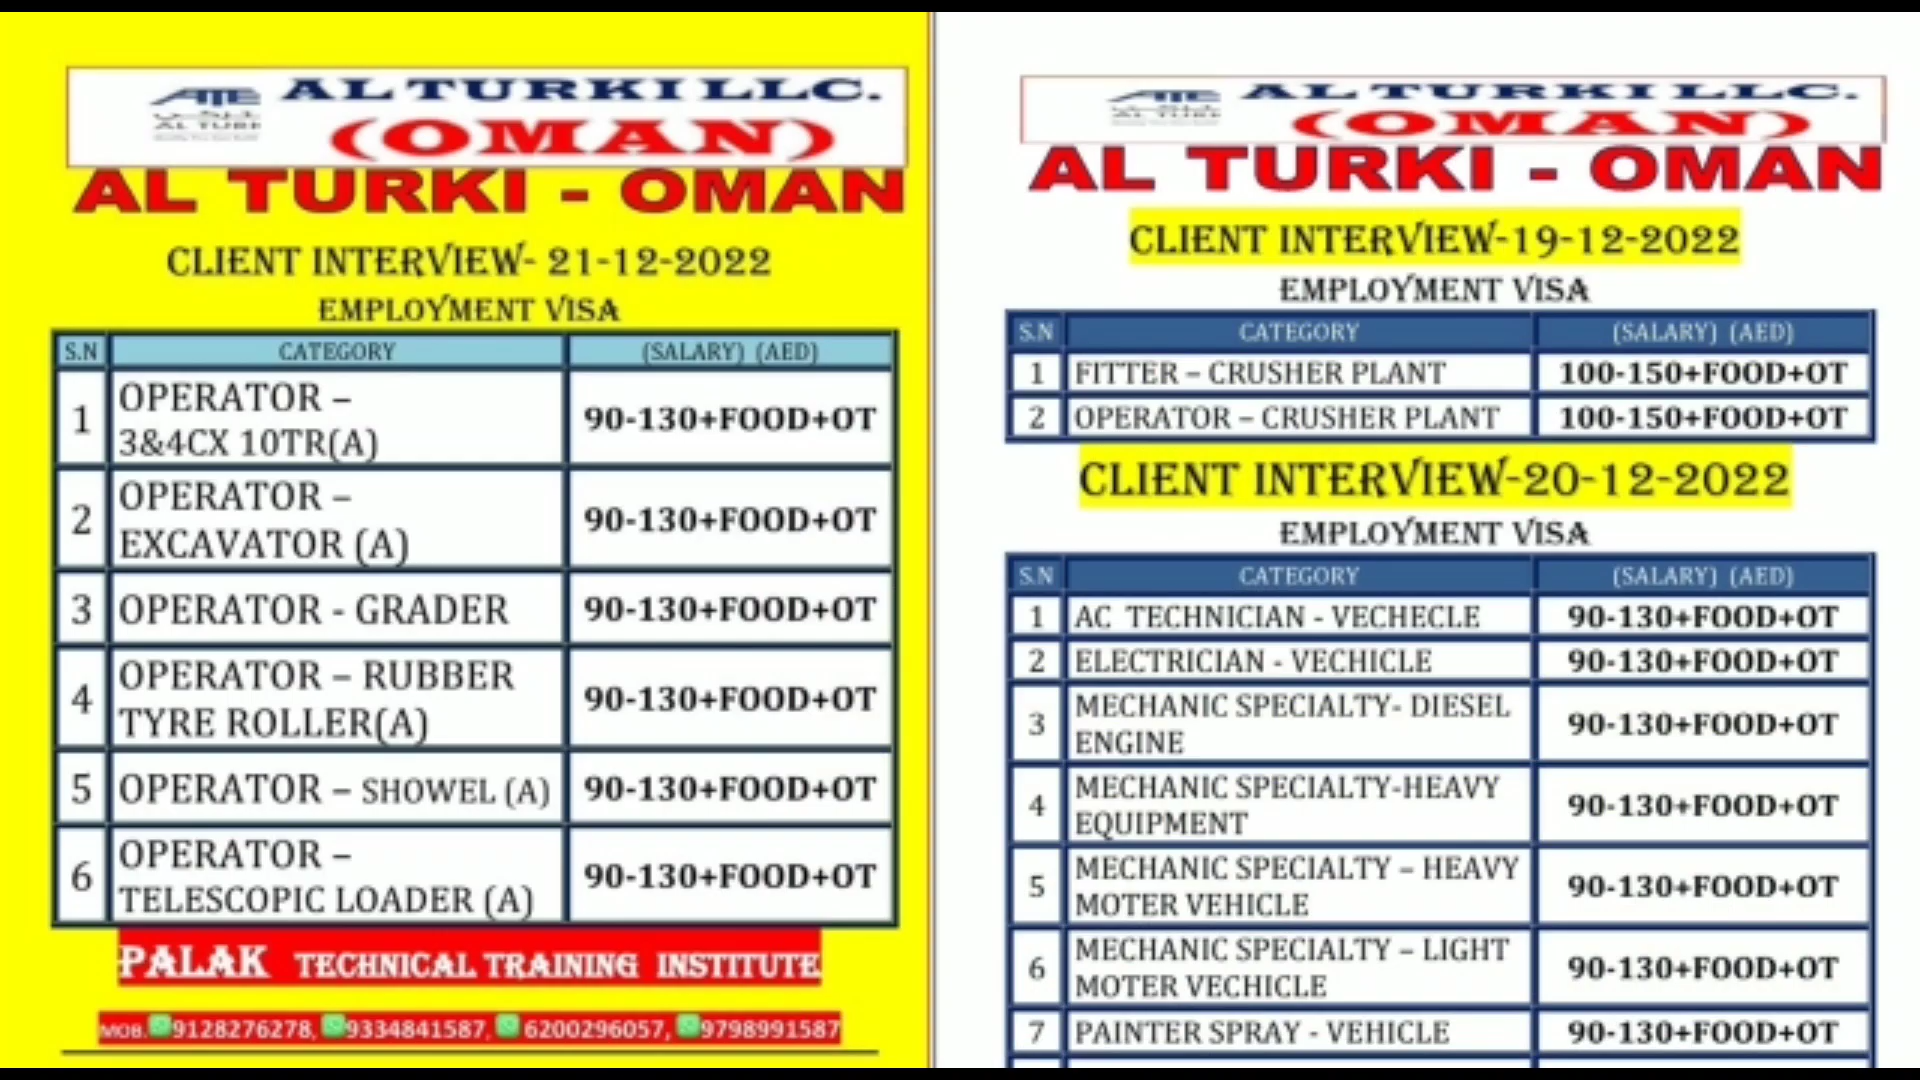 AL TURKI LLC.
AL TURKI
(OMAN)
AL TURKI - OMAN
CLIENT INTERVIEW- 21-12-2022
EMPLOYMENT VISA
S.N CATEGORY (SALARY) (AED)
1 OPERATOR –
3&4CX 10TR(A) 90-130+FOOD+OT
2 OPERATOR –
EXCAVATOR (A) 90-130+FOOD+OT
3 OPERATOR - GRADER 90-130+FOOD+OT
4 OPERATOR – RUBBER
TYRE ROLLER(A) 90-130+FOOD+OT
5 OPERATOR – SHOWEL (A) 90-130+FOOD+OT
6 OPERATOR –
TELESCOPIC LOADER (A) 90-130+FOOD+OT
PALAK TECHNICAL TRAINING INSTITUTE
MOB. 9128276278, 9334841587, 6200296057, 9798991587
AL TURKI LLC.
AL TURKI
(OMAN)
AL TURKI - OMAN
CLIENT INTERVIEW-19-12-2022
EMPLOYMENT VISA
S.N CATEGORY (SALARY) (AED)
1 FITTER – CRUSHER PLANT 100-150+FOOD+OT
2 OPERATOR – CRUSHER PLANT 100-150+FOOD+OT
CLIENT INTERVIEW-20-12-2022
EMPLOYMENT VISA
S.N CATEGORY (SALARY) (AED)
1 AC TECHNICIAN - VECHECLE 90-130+FOOD+OT
2 ELECTRICIAN - VECHICLE 90-130+FOOD+OT
3 MECHANIC SPECIALTY- DIESEL
ENGINE 90-130+FOOD+OT
4 MECHANIC SPECIALTY-HEAVY
EQUIPMENT 90-130+FOOD+OT
5 MECHANIC SPECIALTY – HEAVY
MOTER VEHICLE 90-130+FOOD+OT
6 MECHANIC SPECIALTY – LIGHT
MOTER VECHICLE 90-130+FOOD+OT
7 PAINTER SPRAY - VEHICLE 90-130+FOOD+OT